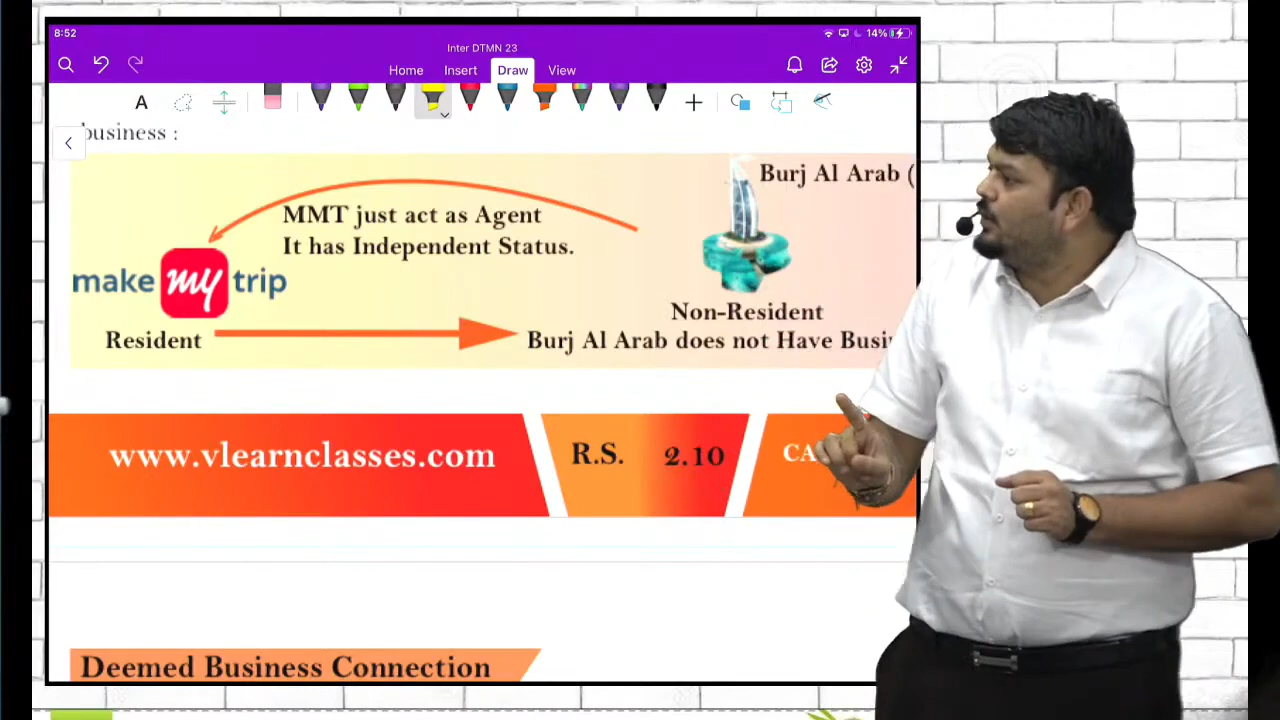 8:52
14%
Inter DTMN 23
Home Insert Draw View
A
business :
Burj Al Arab (
MMT just act as Agent
It has Independent Status.
make my trip
Non-Resident
Resident
Burj Al Arab does not Have Busi
www.vlearnclasses.com
R.S. 2.10
CA
Deemed Business Connection